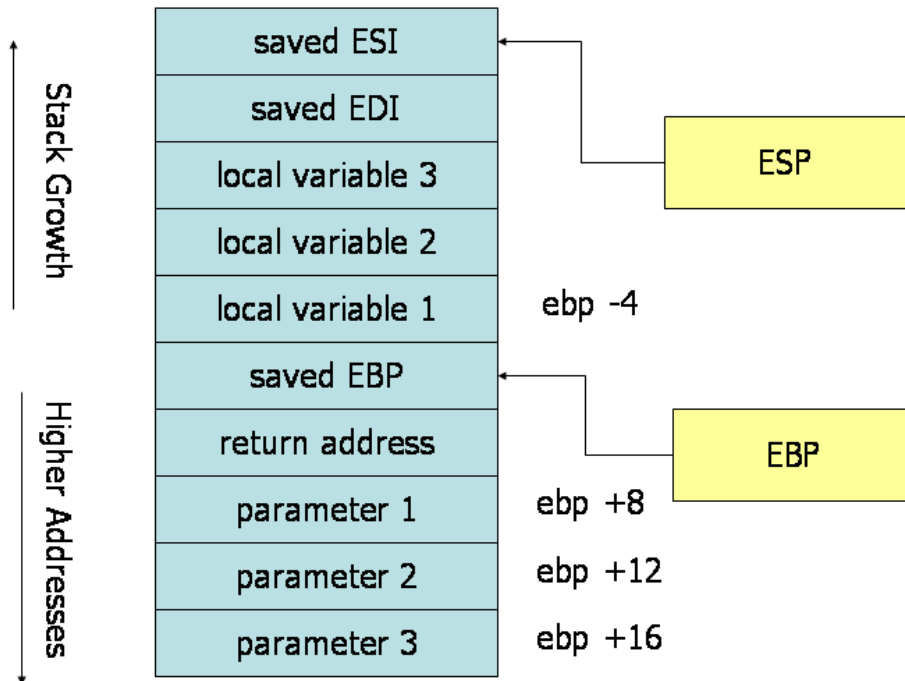 saved ESI
saved EDI
local variable 3
local variable 2
local variable 1
saved EBP
return address
parameter 1
parameter 2
parameter 3
Stack Growth
Higher Addresses
ESP
ebp -4
EBP
ebp +8
ebp +12
ebp +16